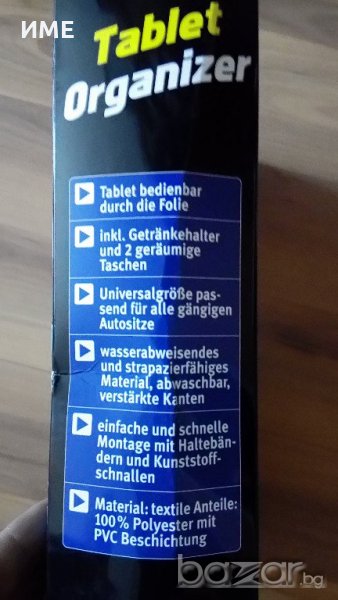 ИМЕ
Tablet
Organizer
Tablet bedienbar
durch die Folie
inkl. Getränkehalter
und 2 geräumige
Taschen
Universalgröße pas-
send für alle gängigen
Autositze
wasserabweisendes
und strapazierfähiges
Material, abwaschbar,
verstärkte Kanten
einfache und schnelle
Montage mit Haltebän-
dern und Kunststoff-
schnallen
Material: textile Anteile:
100% Polyester mit
PVC Beschichtung
bazar.bg